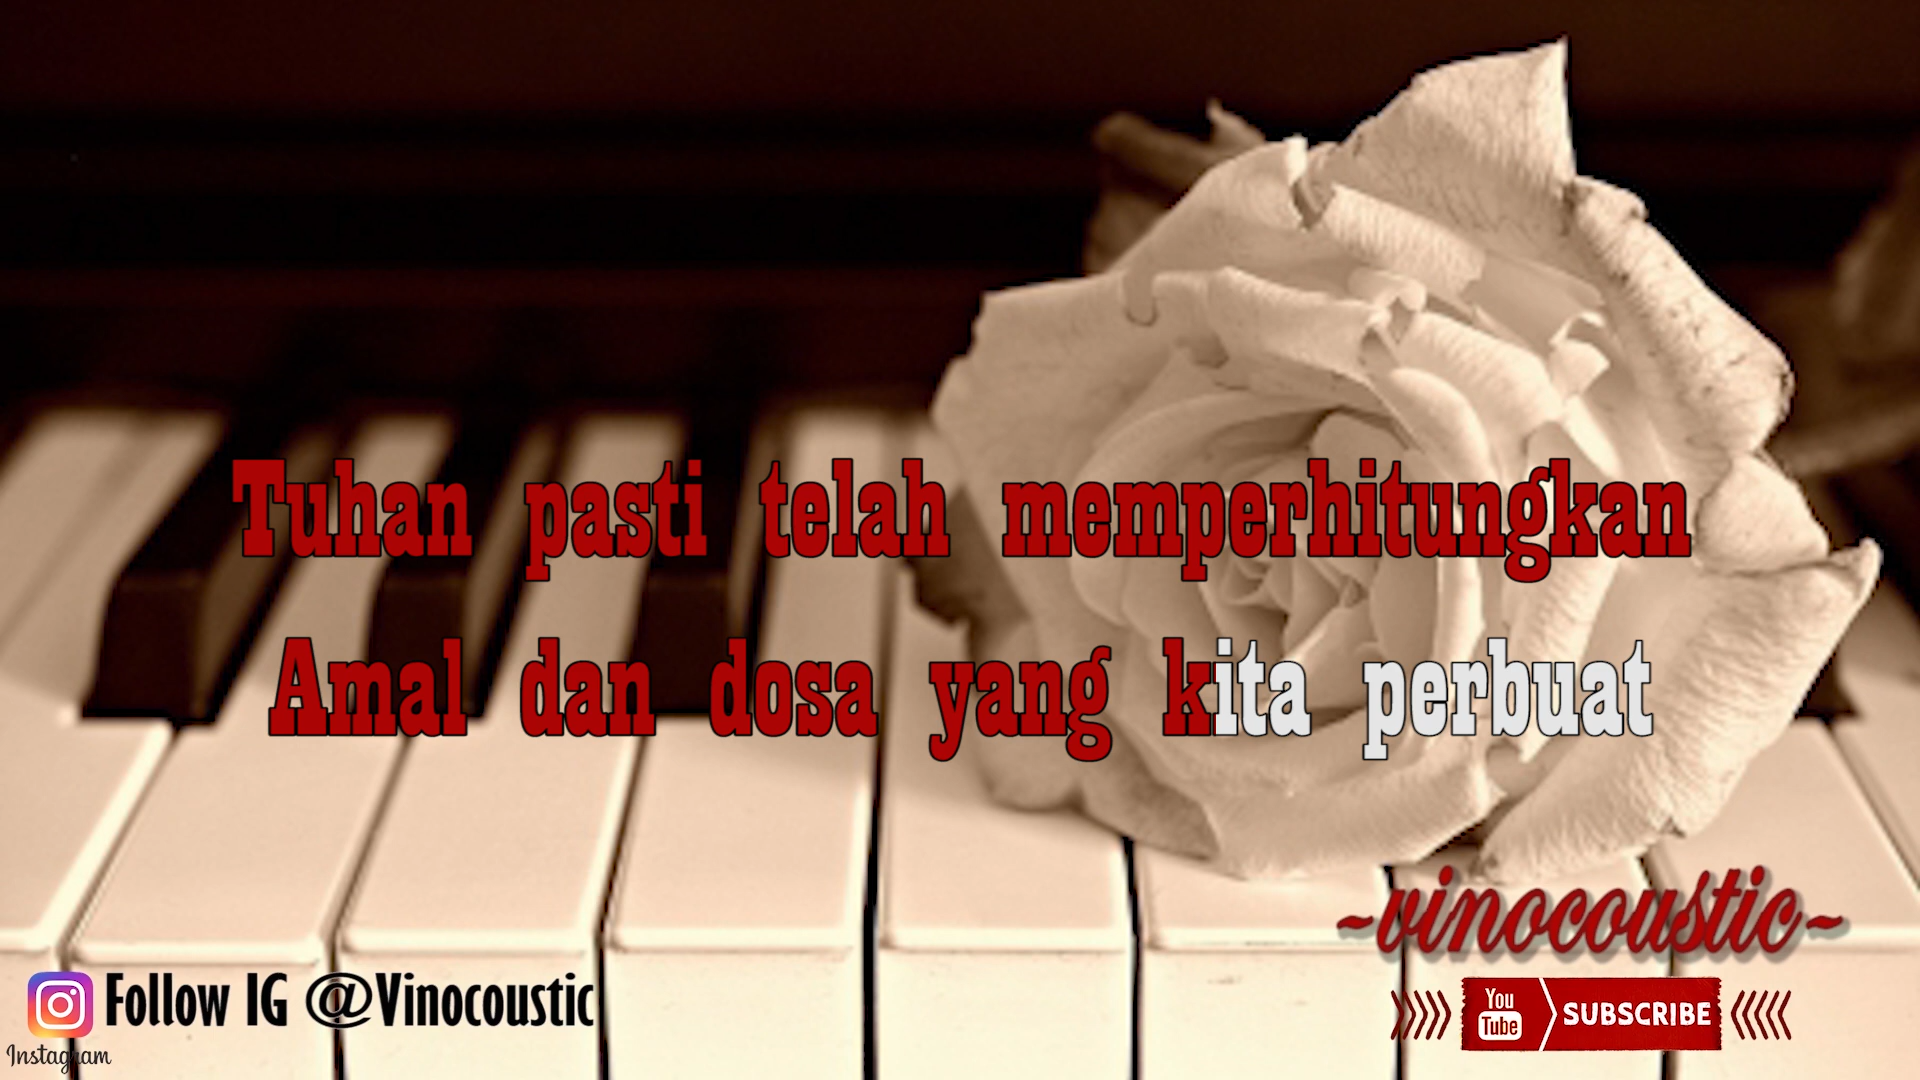 Tuhan pasti telah memperhitungkan
Amal dan dosa yang kita perbuat
~vinocoustic~
Follow IG @Vinocoustic
Instagram
You
Tube
SUBSCRIBE